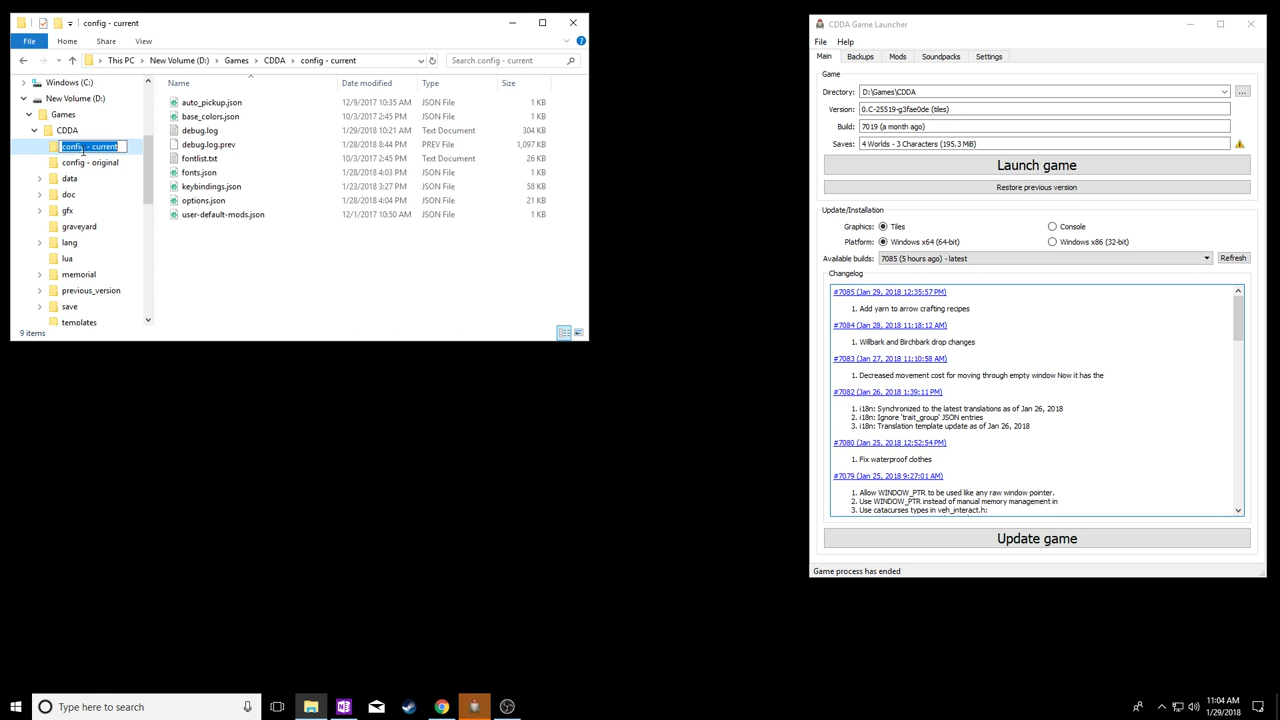 config - current
File
Home
Share
View
This PC
New Volume (D:)
Games
CDDA
config - current
Search config - current
Windows (C:)
New Volume (D:)
Games
CDDA
config - current
config - original
data
doc
gfx
graveyard
lang
lua
memorial
previous_version
save
templates
Name Date modified Type Size
auto_pickup.json 12/9/2017 10:35 AM JSON File 1 KB
base_colors.json 10/3/2017 2:45 PM JSON File 1 KB
debug.log 1/29/2018 10:21 AM Text Document 304 KB
debug.log.prev 1/28/2018 8:44 PM PREV File 1,097 KB
fontlist.txt 10/3/2017 2:45 PM Text Document 26 KB
fonts.json 1/28/2018 4:03 PM JSON File 1 KB
keybindings.json 1/23/2018 3:27 PM JSON File 58 KB
options.json 1/28/2018 4:04 PM JSON File 21 KB
user-default-mods.json 12/1/2017 10:50 AM JSON File 1 KB
9 items
CDDA Game Launcher
File Help
Main Backups Mods Soundpacks Settings
Game
Directory: D:\Games\CDDA ...
Version: 0.C-25519-g3fae0de (tiles)
Build: 7019 (a month ago)
Saves: 4 Worlds - 3 Characters (195.3 MiB)
Launch game
Restore previous version
Update/Installation
Graphics: Tiles Console
Platform: Windows x64 (64-bit) Windows x86 (32-bit)
Available builds: 7085 (5 hours ago) - latest Refresh
Changelog
#7085 (Jan 29, 2018 12:35:57 PM)
1. Add yarn to arrow crafting recipes
#7084 (Jan 28, 2018 11:18:12 AM)
1. Willbark and Birchbark drop changes
#7083 (Jan 27, 2018 11:10:58 AM)
1. Decreased movement cost for moving through empty window Now it has the
#7082 (Jan 26, 2018 1:39:11 PM)
1. i18n: Synchronized to the latest translations as of Jan 26, 2018
2. i18n: Ignore 'trait_group' JSON entries
3. i18n: Translation template update as of Jan 26, 2018
#7080 (Jan 25, 2018 12:52:54 PM)
1. Fix waterproof clothes
#7079 (Jan 25, 2018 9:27:01 AM)
1. Allow WINDOW_PTR to be used like any raw window pointer.
2. Use WINDOW_PTR instead of manual memory management in
3. Use catacurses types in veh_interact.h:
Update game
Game process has ended
Type here to search
11:04 AM
1/29/2018